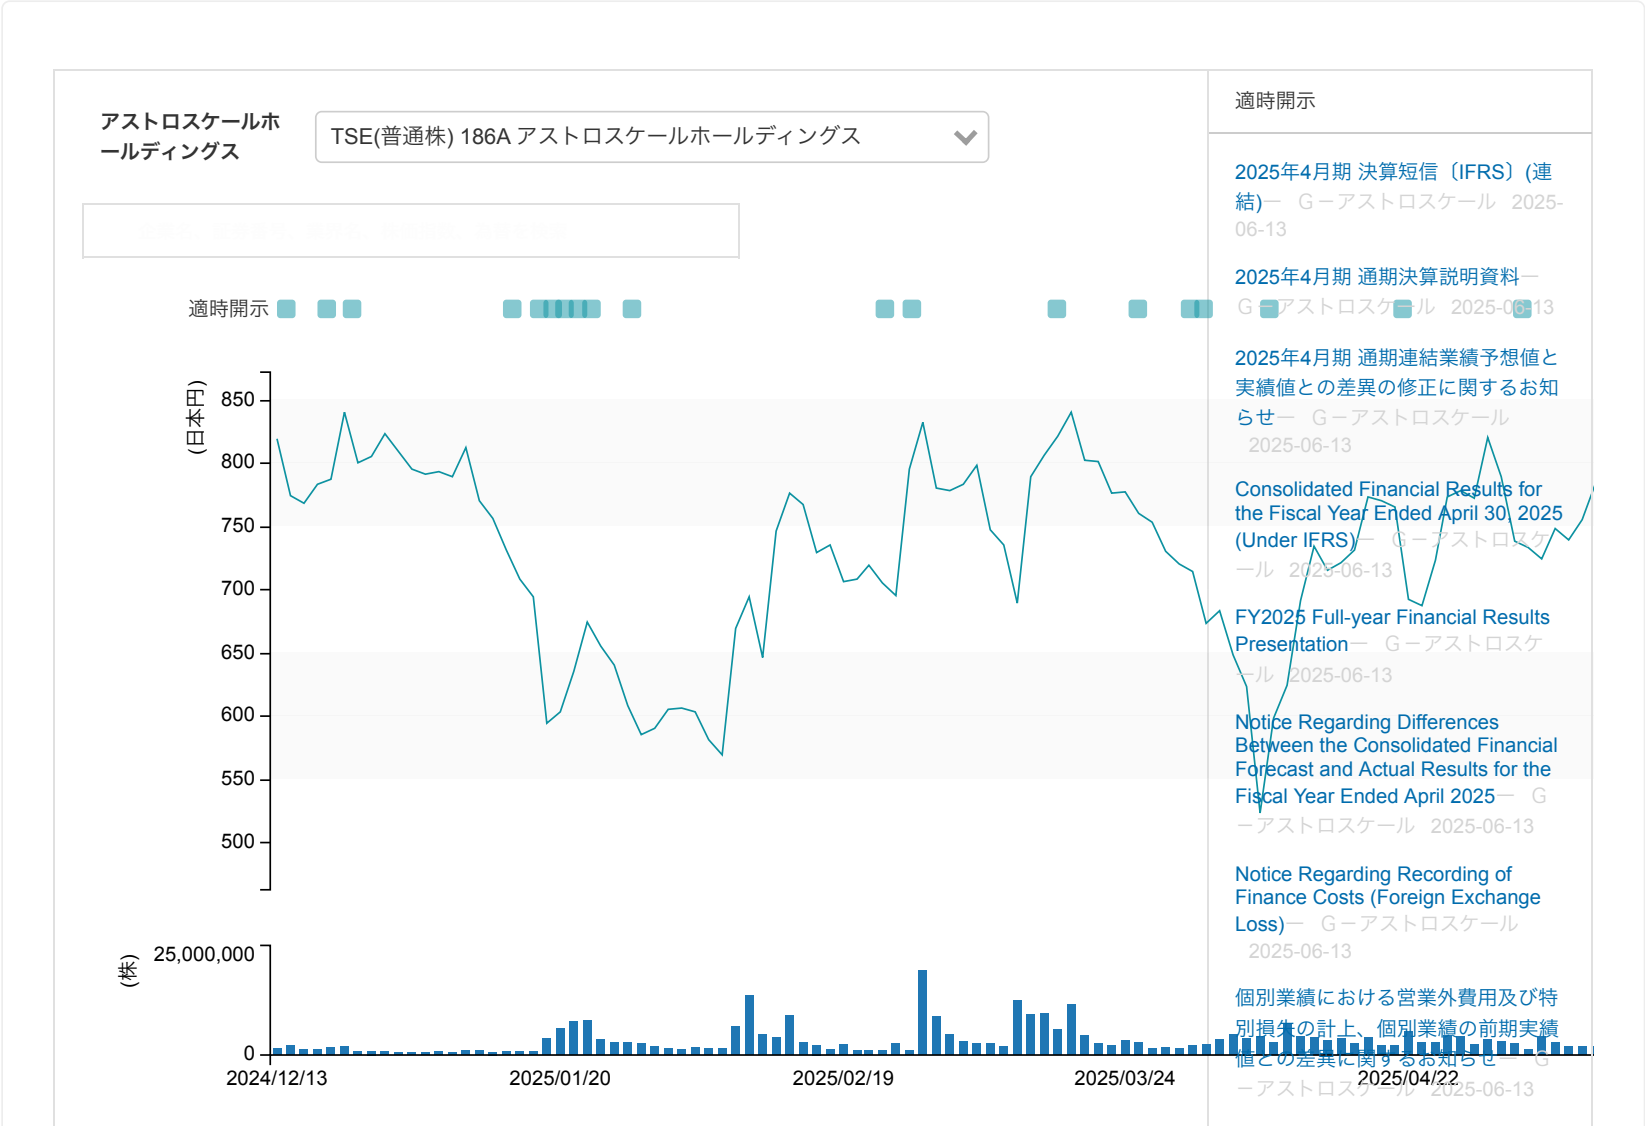 アストロスケールホ
ールディングス
TSE(普通株) 186A アストロスケールホールディングス
適時開示
(日本円)
850
800
750
700
650
600
550
500
(株)
25,000,000
0
2024/12/13
2025/01/20
2025/02/19
2025/03/24
2025/04/22
適時開示
2025年4月期 決算短信〔IFRS〕(連
結)— G－アストロスケール 2025-
06-13
2025年4月期 通期決算説明資料—
G－アストロスケール 2025-06-13
2025年4月期 通期連結業績予想値と
実績値との差異の修正に関するお知
らせ— G－アストロスケール
2025-06-13
Consolidated Financial Results for
the Fiscal Year Ended April 30, 2025
(Under IFRS)— G－アストロスケ
ール 2025-06-13
FY2025 Full-year Financial Results
Presentation— G－アストロスケ
ール 2025-06-13
Notice Regarding Differences
Between the Consolidated Financial
Forecast and Actual Results for the
Fiscal Year Ended April 2025— G
－アストロスケール 2025-06-13
Notice Regarding Recording of
Finance Costs (Foreign Exchange
Loss)— G－アストロスケール
2025-06-13
個別業績における営業外費用及び特
別損失の計上、個別業績の前期実績
値との差異に関するお知らせ— G
－アストロスケール 2025-06-13